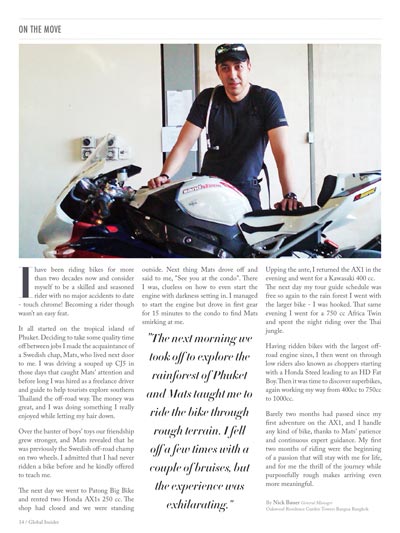 ON THE MOVE
I have been riding bikes for more
than two decades now and consider
myself to be a skilled and seasoned
rider with no major accidents to dare
- touch chrome! Becoming a rider though
wasn't an easy feat.
It all started on the tropical island of
Phuket. Deciding to take some quality time
off between jobs I made the acquaintance of
a Swedish chap, Mats, who lived next door
to me. I was driving a souped up CJ5 in
those days that caught Mats' attention and
before long I was hired as a freelance driver
and guide to help tourists explore southern
Thailand the off-road way. The money was
great, and I was doing something I really
enjoyed while letting my hair down.
Over the banter of boys' toys our friendship
grew stronger, and Mats revealed that he
was previously the Swedish off-road champ
on two wheels. I admitted that I had never
ridden a bike before and he kindly offered
to teach me.
The next day we went to Patong Big Bike
and rented two Honda AX1s 250 cc. The
shop had closed and we were standing
outside. Next thing Mats drove off and
said to me, "See you at the condo". There
I was, clueless on how to even start the
engine with darkness setting in. I managed
to start the engine but drove in first gear
for 15 minutes to the condo to find Mats
smirking at me.
"The next morning we
took off to explore the
rainforest of Phuket
and Mats taught me to
ride the bike through
rough terrain. I fell
off a few times with a
couple of bruises, but
the experience was
exhilarating."
Upping the ante, I returned the AX1 in the
evening and went for a Kawasaki 400 cc.
The next day my tour guide schedule was
free so again to the rain forest I went with
the larger bike - I was hooked. That same
evening I went for a 750 cc Africa Twin
and spent the night riding over the Thai
jungle.
Having ridden bikes with the largest off-
road engine sizes, I then went on through
low riders also known as choppers starting
with a Honda Steed leading to an HD Fat
Boy. Then it was time to discover superbikes,
again working my way from 400cc to 750cc
to 1000cc.
Barely two months had passed since my
first adventure on the AX1, and I handle
any kind of bike, thanks to Mats' patience
and continuous expert guidance. My first
two months of riding were the beginning
of a passion that will stay with me for life,
and for me the thrill of the journey while
purposefully rough makes arriving even
more meaningful.
By Nick Bauer General Manager
Oakwood Residence Garden Towers Bangna Bangkok
14 / Global Insider